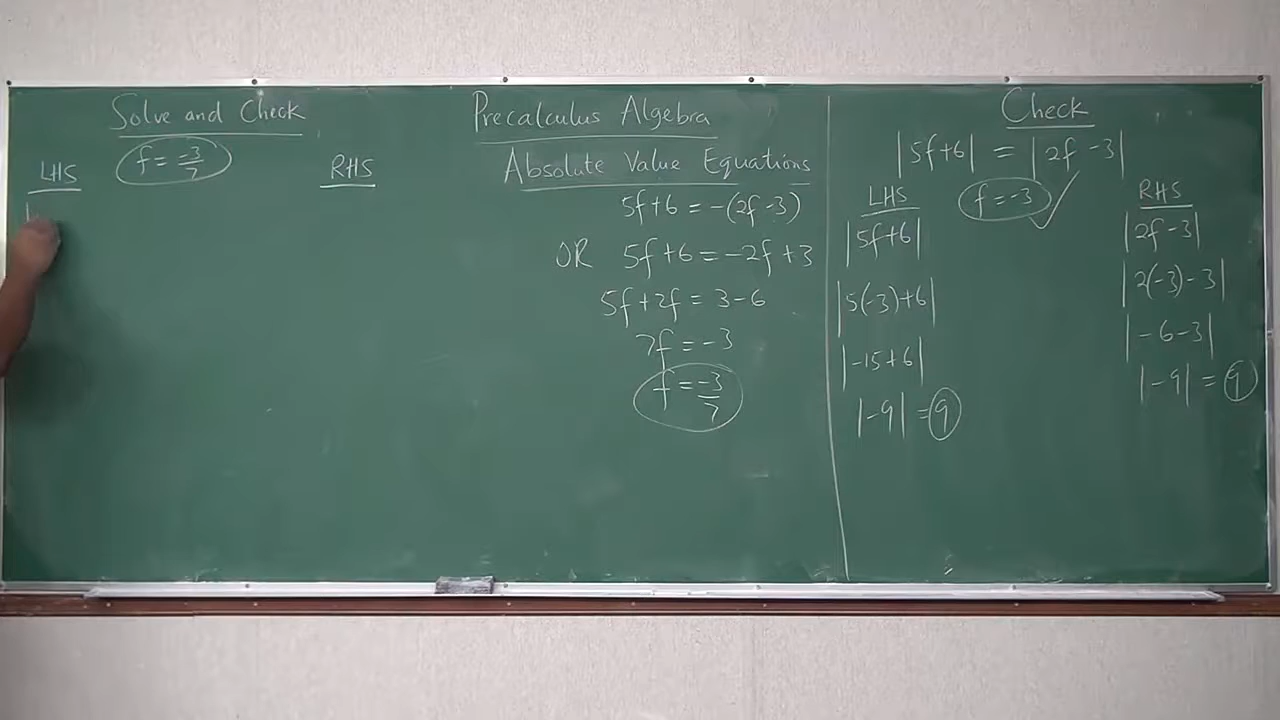 Solve and Check
f = -3/7
LHS
RHS
|
Precalculus Algebra
Absolute Value Equations
5f+6 = -(2f-3)
OR 5f+6 = -2f+3
5f+2f = 3-6
7f = -3
f = -3/7
Check
|5f+6| = |2f-3|
f = -3 ✓
LHS
|5f+6|
|5(-3)+6|
|-15+6|
|-9| = 9
RHS
|2f-3|
|2(-3)-3|
|-6-3|
|-9| = 9